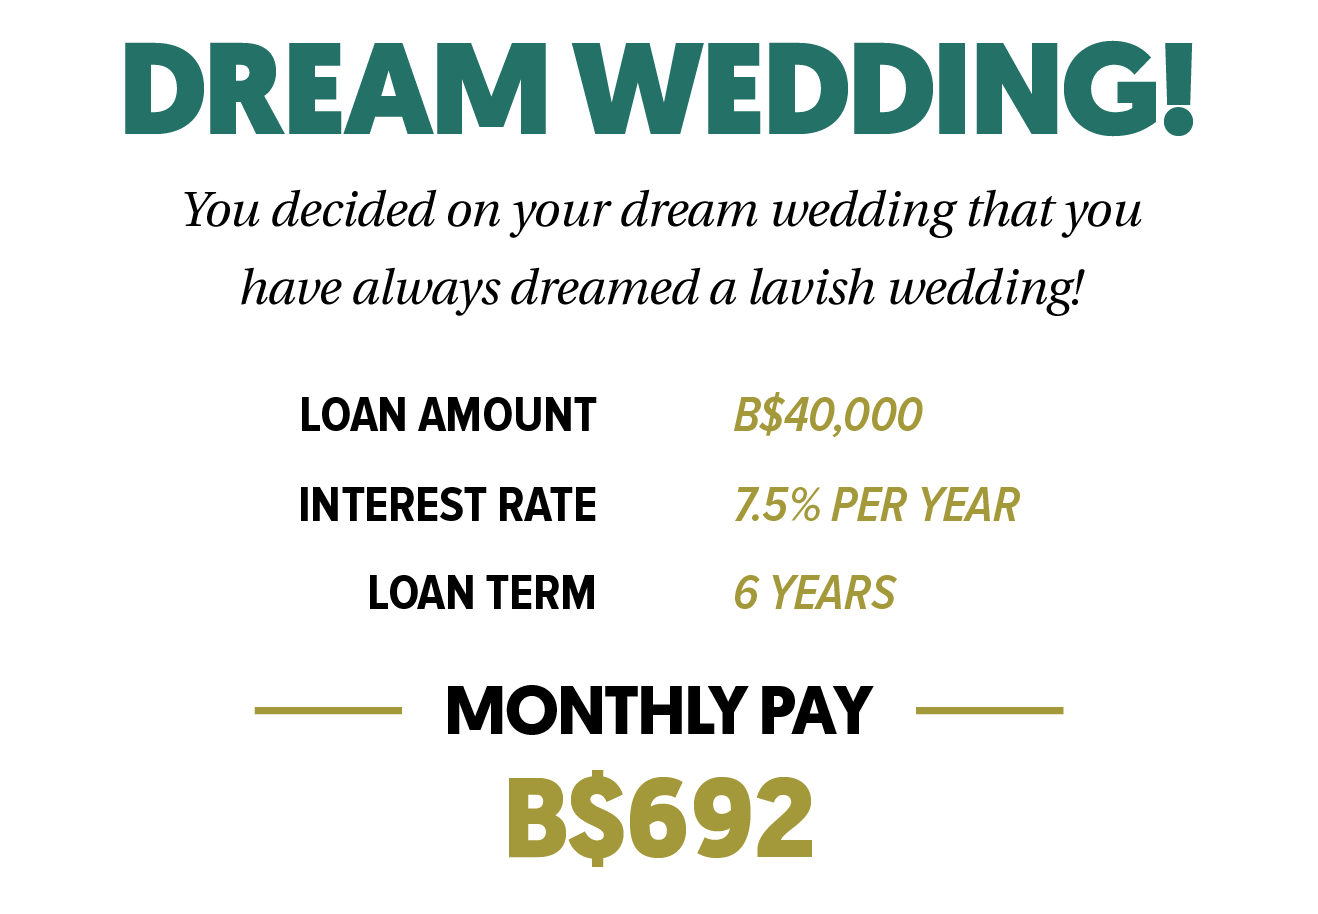 DREAM WEDDING!
You decided on your dream wedding that you
have always dreamed a lavish wedding!
LOAN AMOUNT B$40,000
INTEREST RATE 7.5% PER YEAR
LOAN TERM 6 YEARS
MONTHLY PAY
B$692